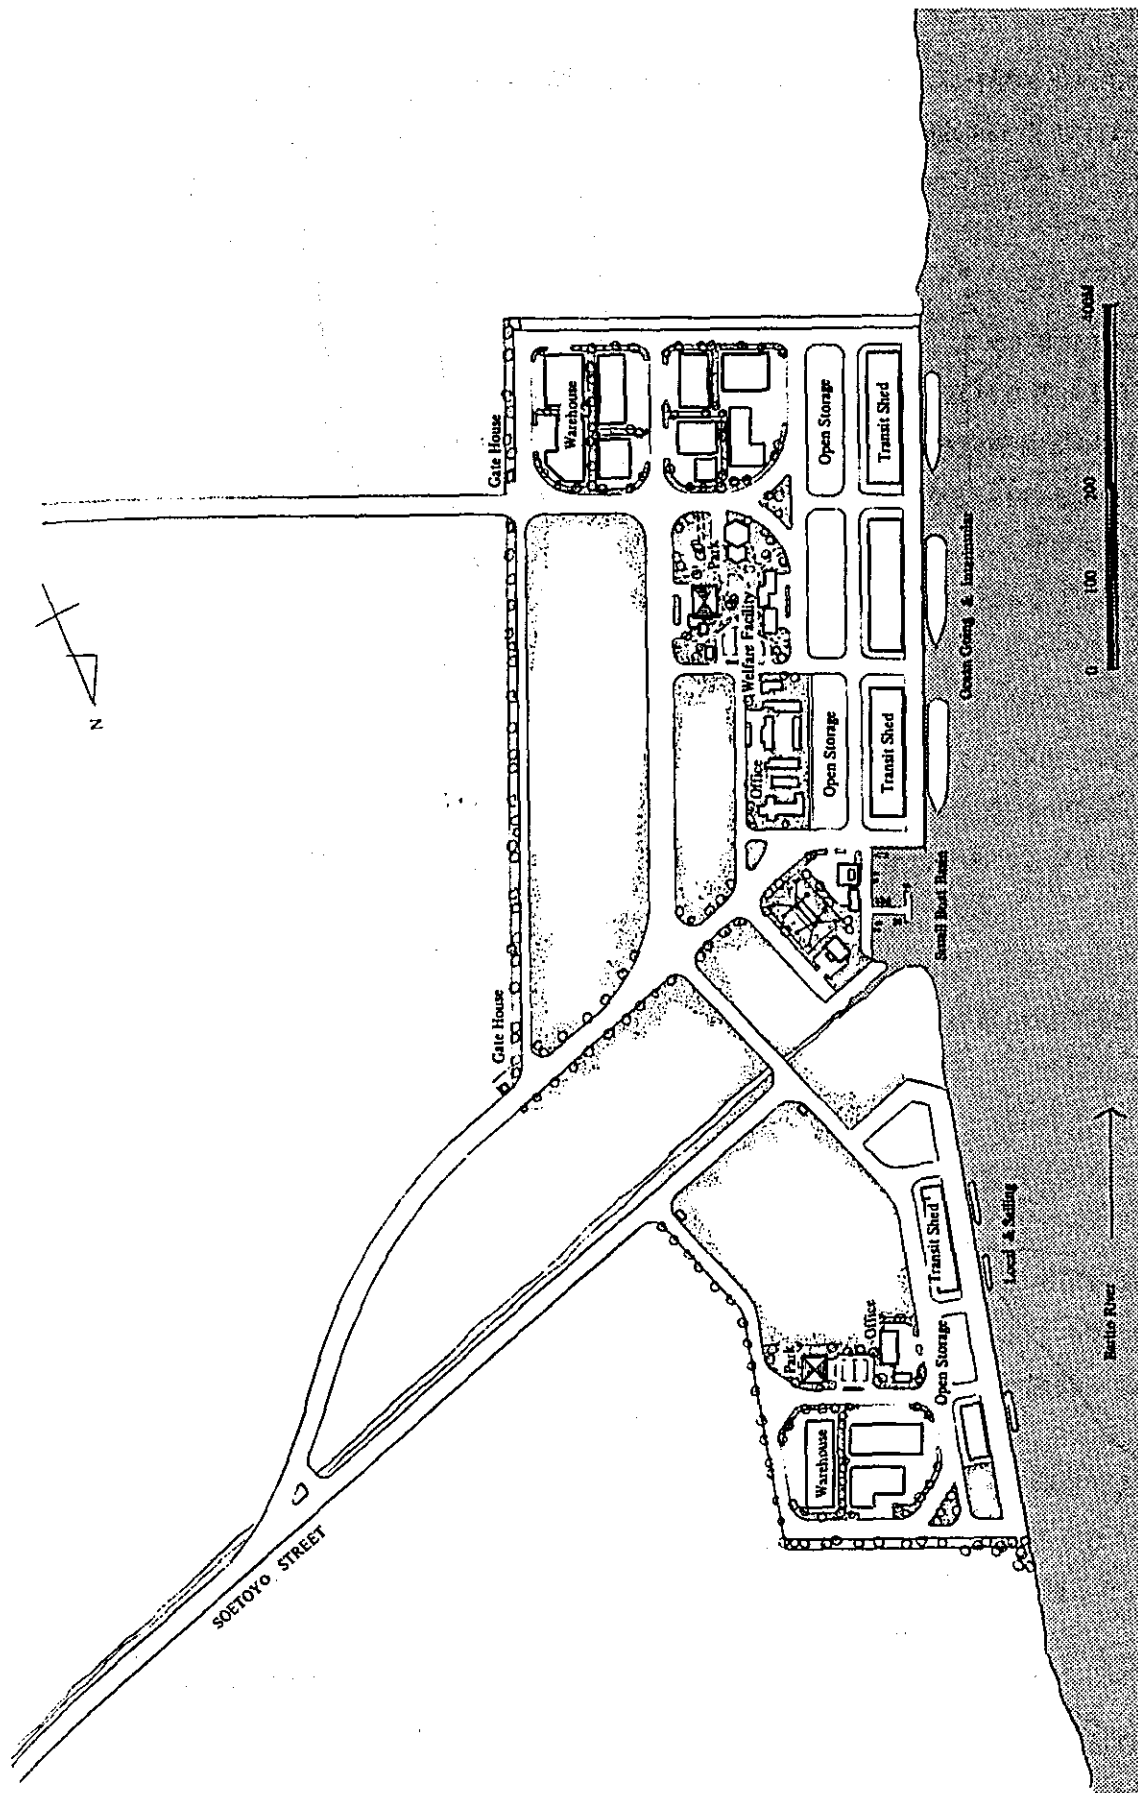 Gate House
Warehouse
Park
Welfare Facility
Open Storage
Transit Shed
Office
Open Storage
Transit Shed
Ocean Going &
Small Boat Basin
N
Gate House
0 100 200 400M
Barito River
Local & Sailing
Transit Shed
Open Storage
Office
Park
Warehouse
SOETOYO STREET